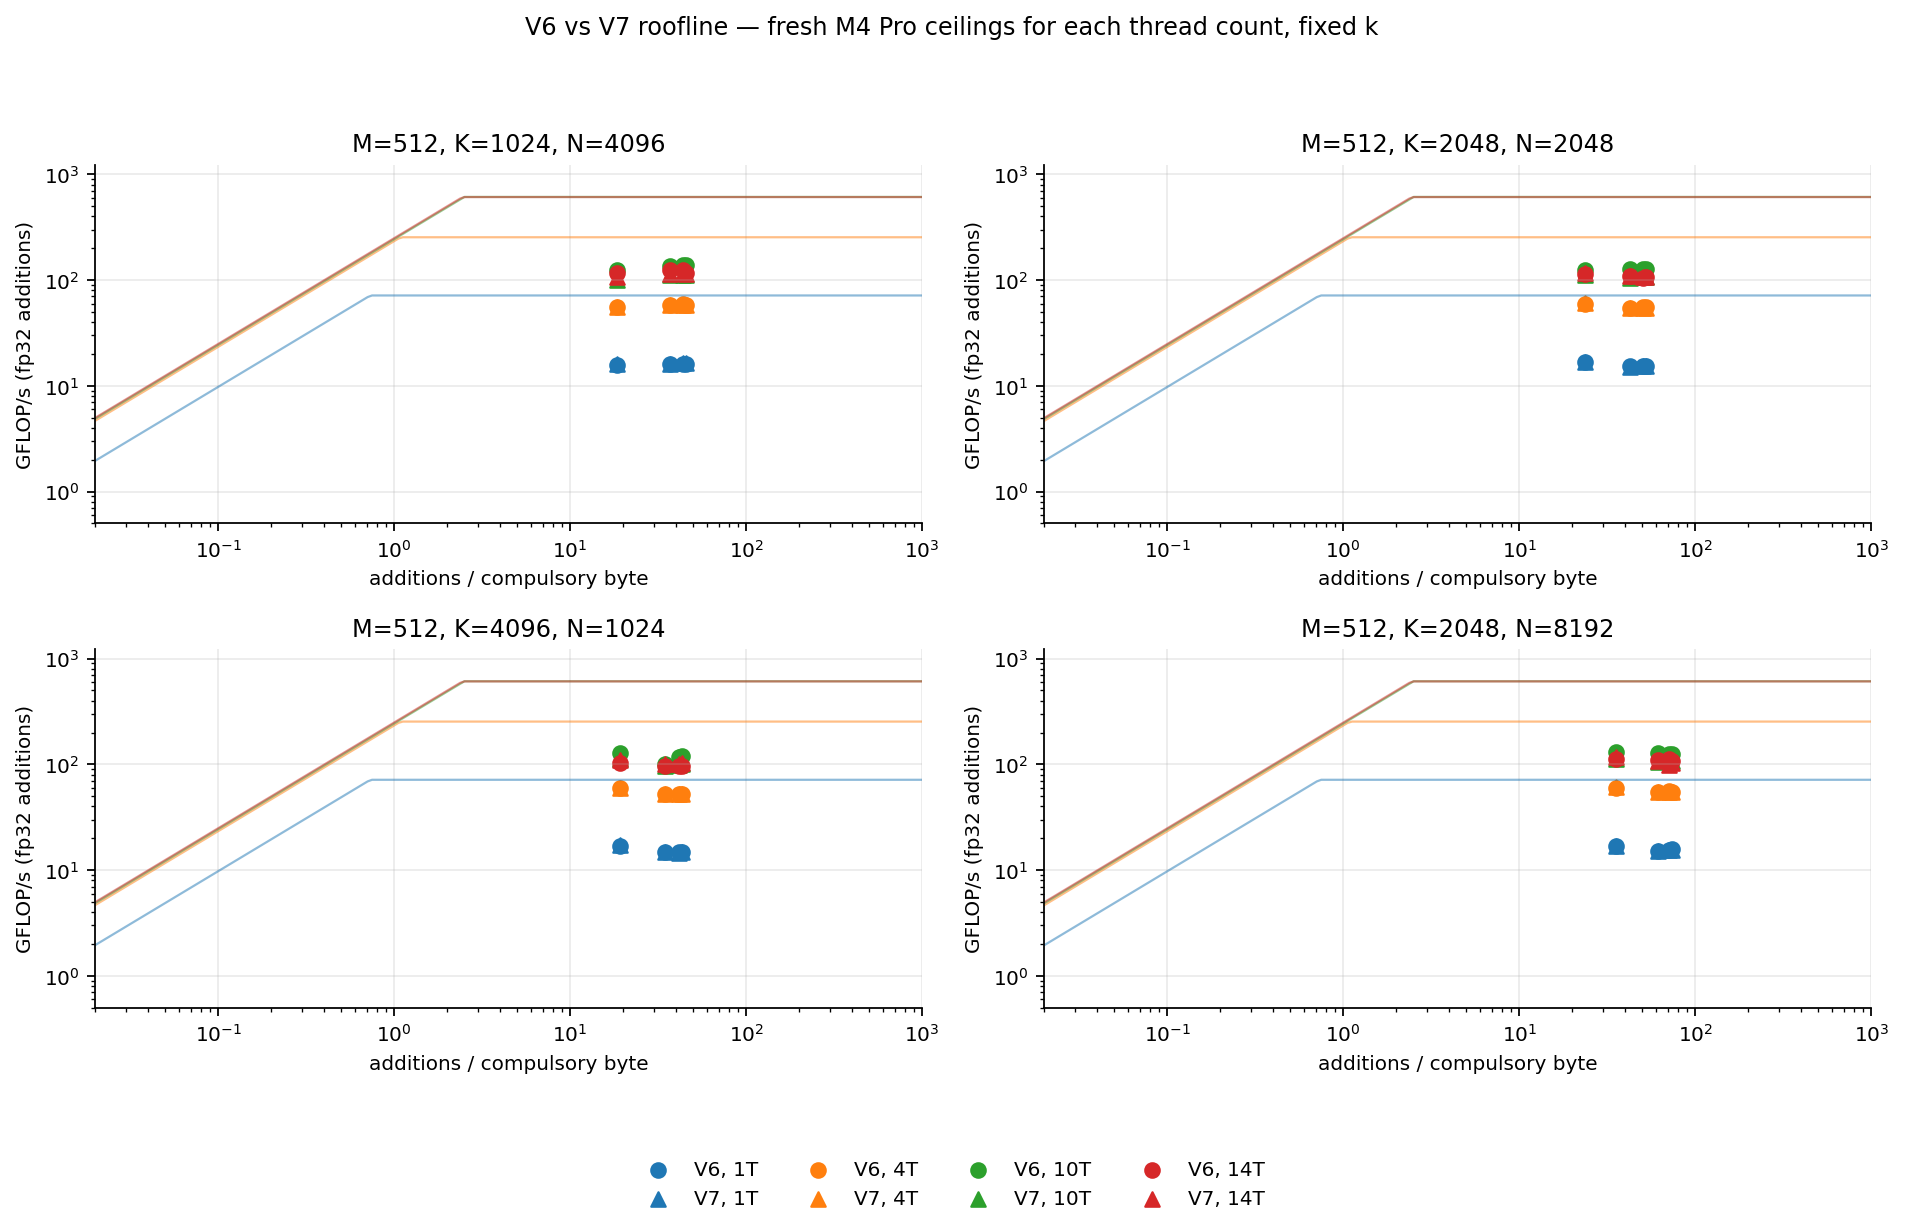 V6 vs V7 roofline — fresh M4 Pro ceilings for each thread count, fixed k
M=512, K=1024, N=4096
GFLOP/s (fp32 additions)
10³
10²
10¹
10⁰
10⁻¹ 10⁰ 10¹ 10² 10³
additions / compulsory byte
M=512, K=2048, N=2048
GFLOP/s (fp32 additions)
10³
10²
10¹
10⁰
10⁻¹ 10⁰ 10¹ 10² 10³
additions / compulsory byte
M=512, K=4096, N=1024
GFLOP/s (fp32 additions)
10³
10²
10¹
10⁰
10⁻¹ 10⁰ 10¹ 10² 10³
additions / compulsory byte
M=512, K=2048, N=8192
GFLOP/s (fp32 additions)
10³
10²
10¹
10⁰
10⁻¹ 10⁰ 10¹ 10² 10³
additions / compulsory byte
V6, 1T V6, 4T V6, 10T V6, 14T
V7, 1T V7, 4T V7, 10T V7, 14T